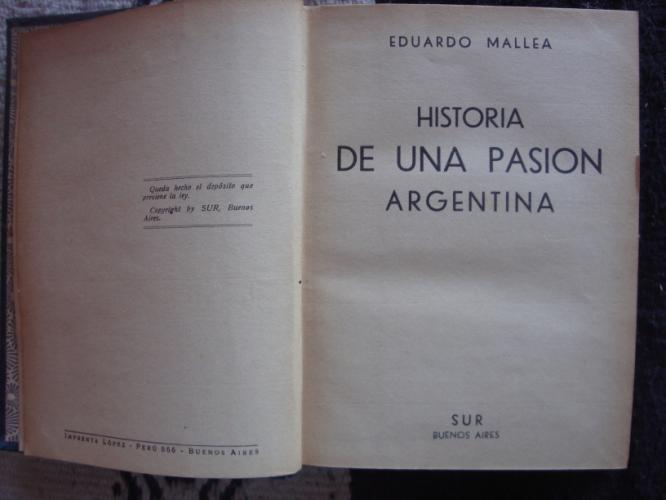 Queda hecho el depósito que
previene la ley.
Copyright by SUR, Buenos
Aires.
IMPRENTA LÓPEZ - PERÚ 666 - BUENOS AIRES
EDUARDO MALLEA
HISTORIA
DE UNA PASION
ARGENTINA
SUR
BUENOS AIRES